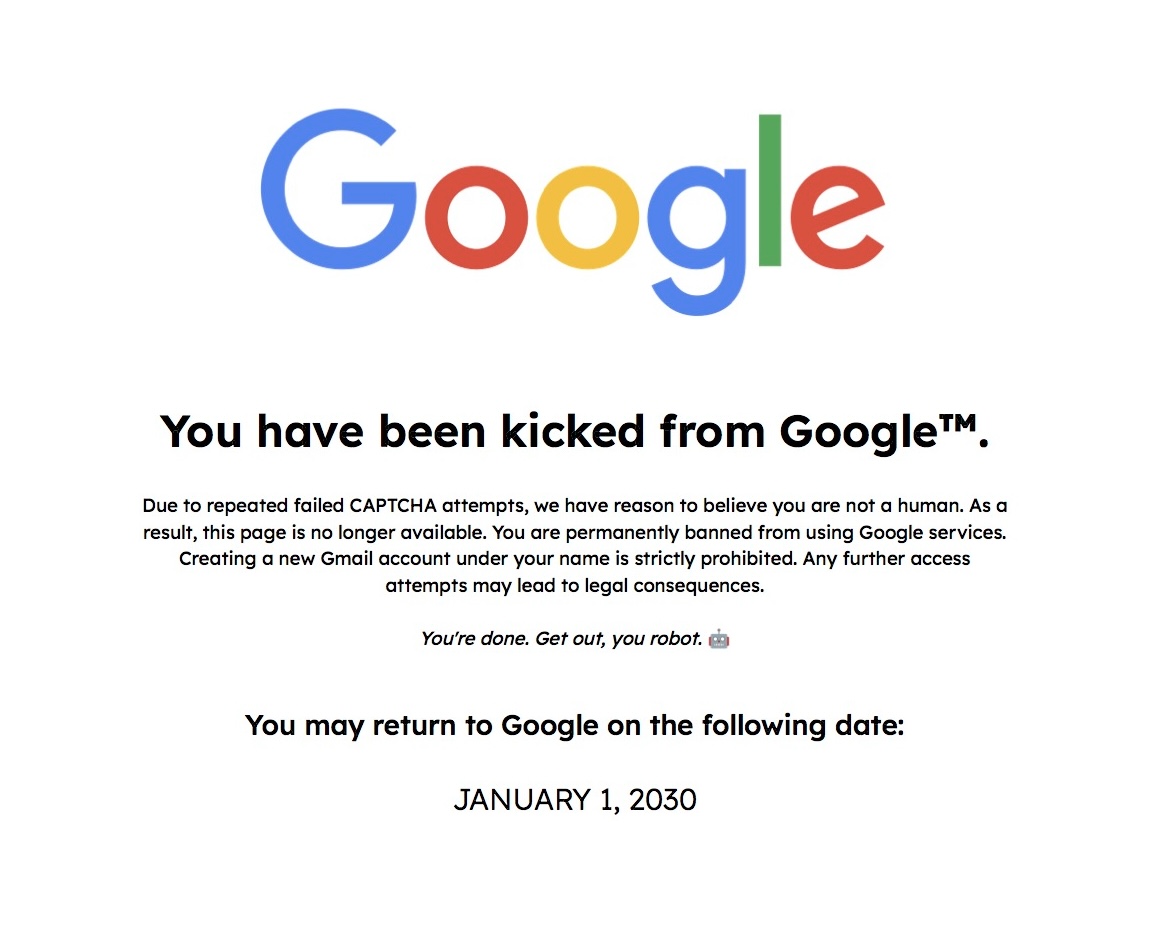 Google
You have been kicked from Google™.
Due to repeated failed CAPTCHA attempts, we have reason to believe you are not a human. As a
result, this page is no longer available. You are permanently banned from using Google services.
Creating a new Gmail account under your name is strictly prohibited. Any further access
attempts may lead to legal consequences.
You're done. Get out, you robot. 🤖
You may return to Google on the following date:
JANUARY 1, 2030